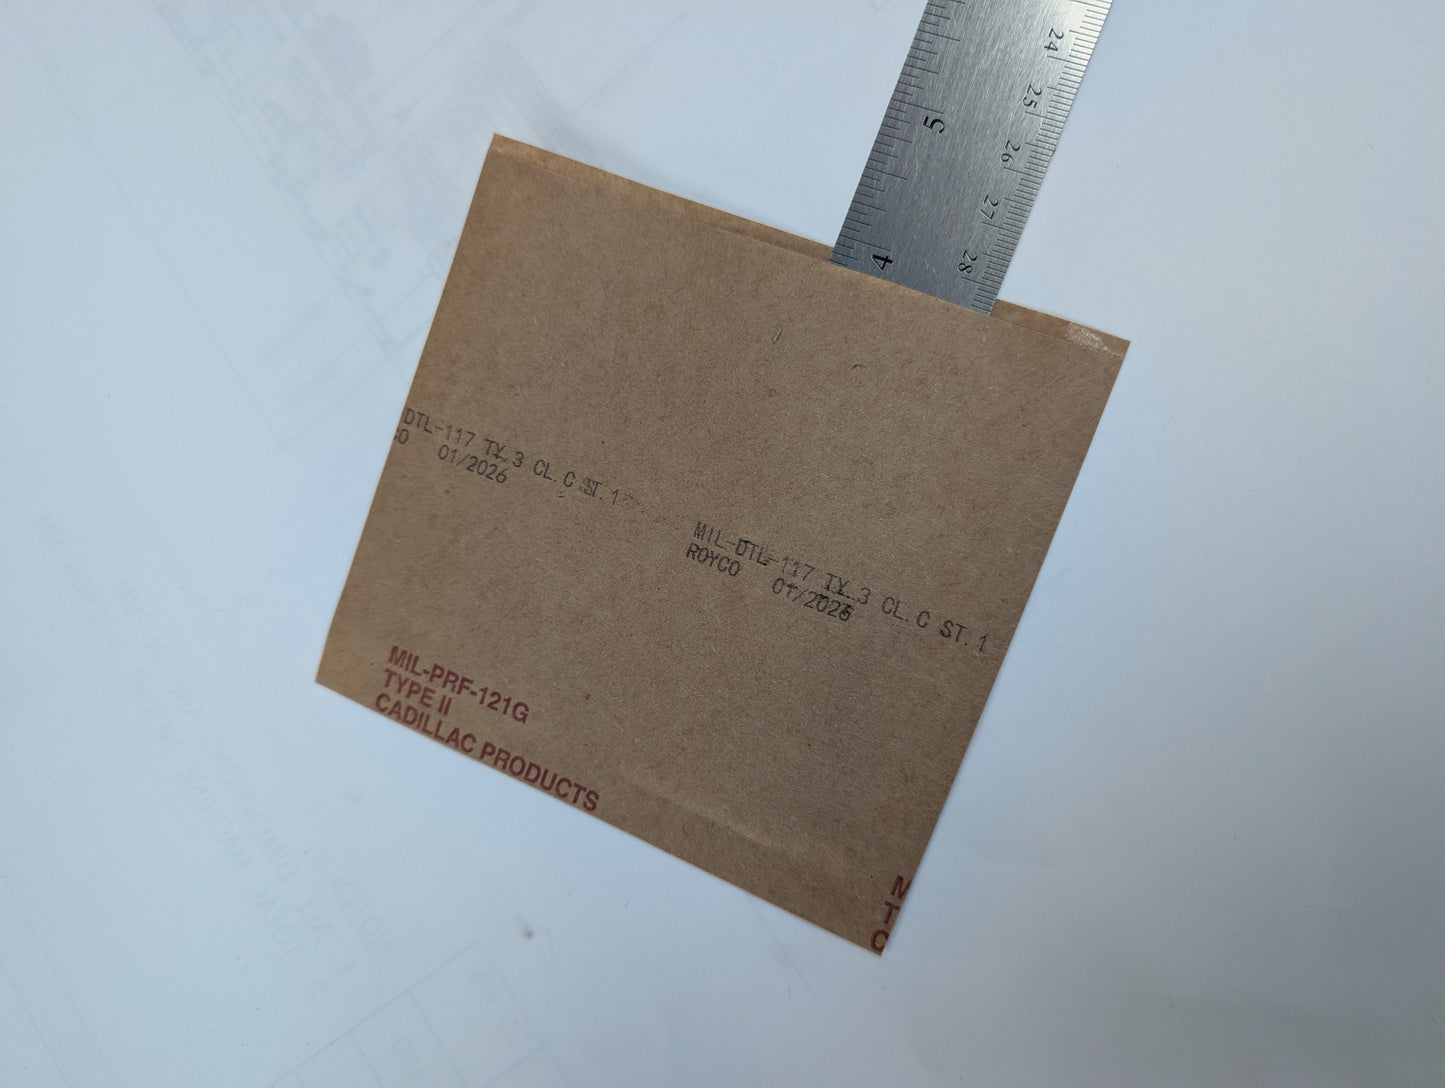 5
4
24
25
26
27
28
DTL-117 TY.3 CL.C ST.1
CO 01/2026
MIL-DTL-117 TY.3 CL.C ST.1
ROYCO 01/2026
MIL-PRF-121G
TYPE II
CADILLAC PRODUCTS
M
T
C